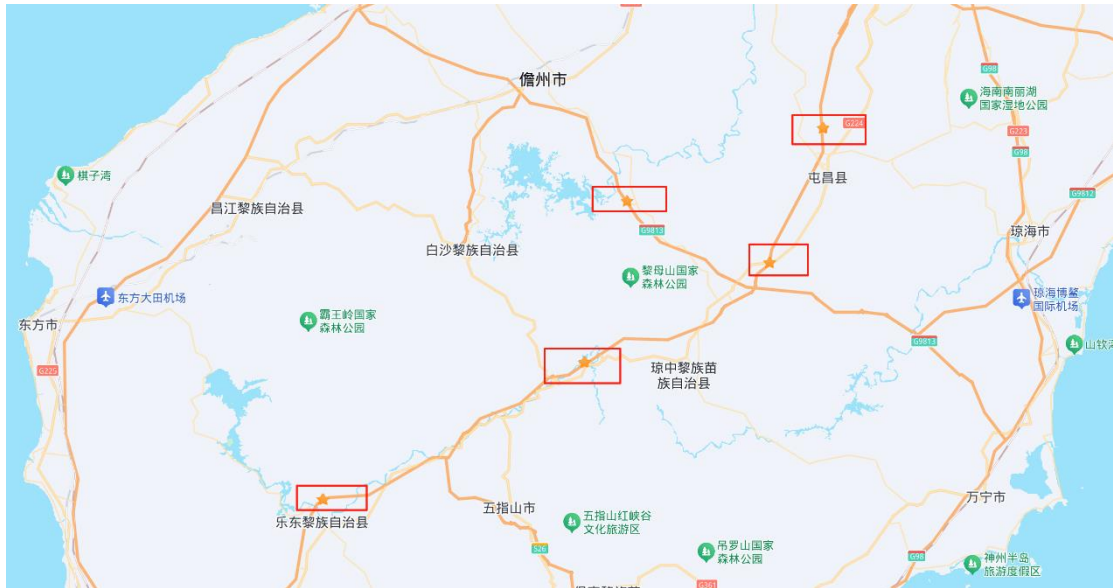 儋州市
G98
海南南丽湖
国家湿地公园
G224
G223
G98
棋子湾
屯昌县
昌江黎族自治县
G9812
琼海市
G9813
白沙黎族自治县
黎母山国家
森林公园
东方大田机场
琼海博鳌
国际机场
霸王岭国家
森林公园
东方市
G9813
山钦湾
G225
琼中黎族苗
族自治县
万宁市
五指山市
乐东黎族自治县
五指山红峡谷
文化旅游区
S26
吊罗山国家
森林公园
G98
神州半岛
旅游度假区
G361